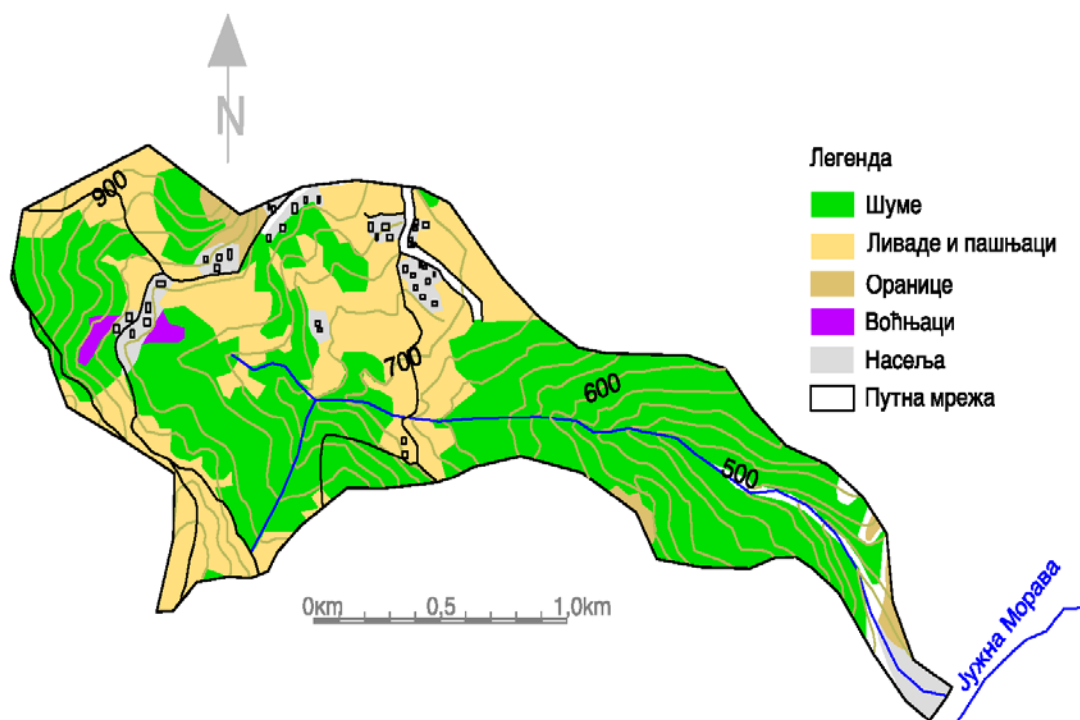 N
900
Легенда
Шуме
Ливаде и пашњаци
Оранице
Воћњаци
Насеља
Путна мрежа
700
600
500
0km 0,5 1,0km
Јужна Морава